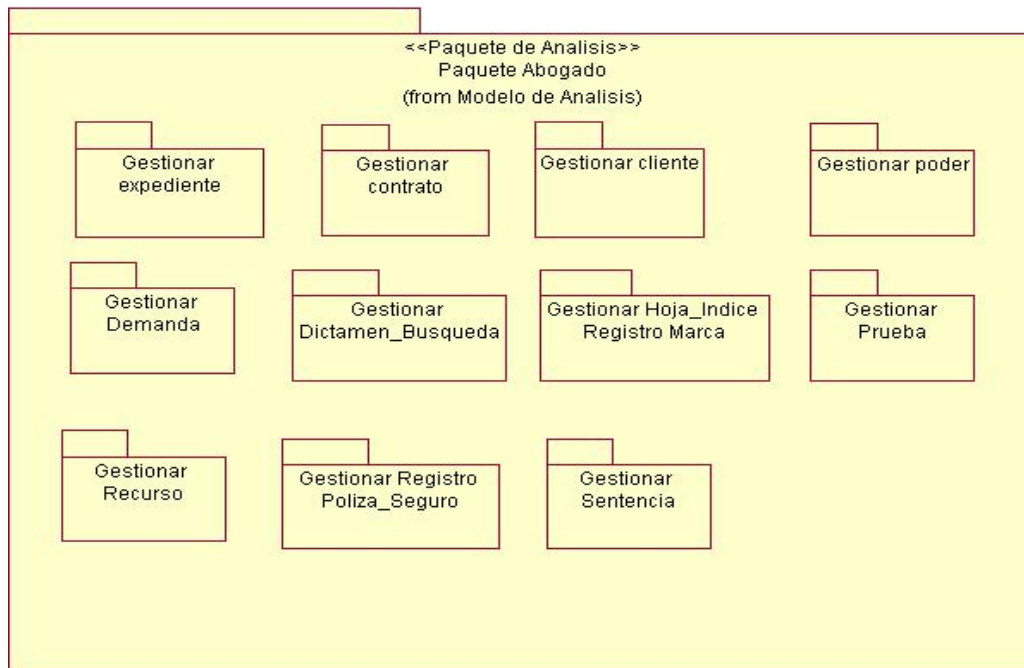 <<Paquete de Analisis>>
Paquete Abogado
(from Modelo de Analisis)
Gestionar
expediente
Gestionar
contrato
Gestionar cliente
Gestionar poder
Gestionar
Demanda
Gestionar
Dictamen_Busqueda
Gestionar Hoja_Indice
Registro Marca
Gestionar
Prueba
Gestionar
Recurso
Gestionar Registro
Poliza_Seguro
Gestionar
Sentencia